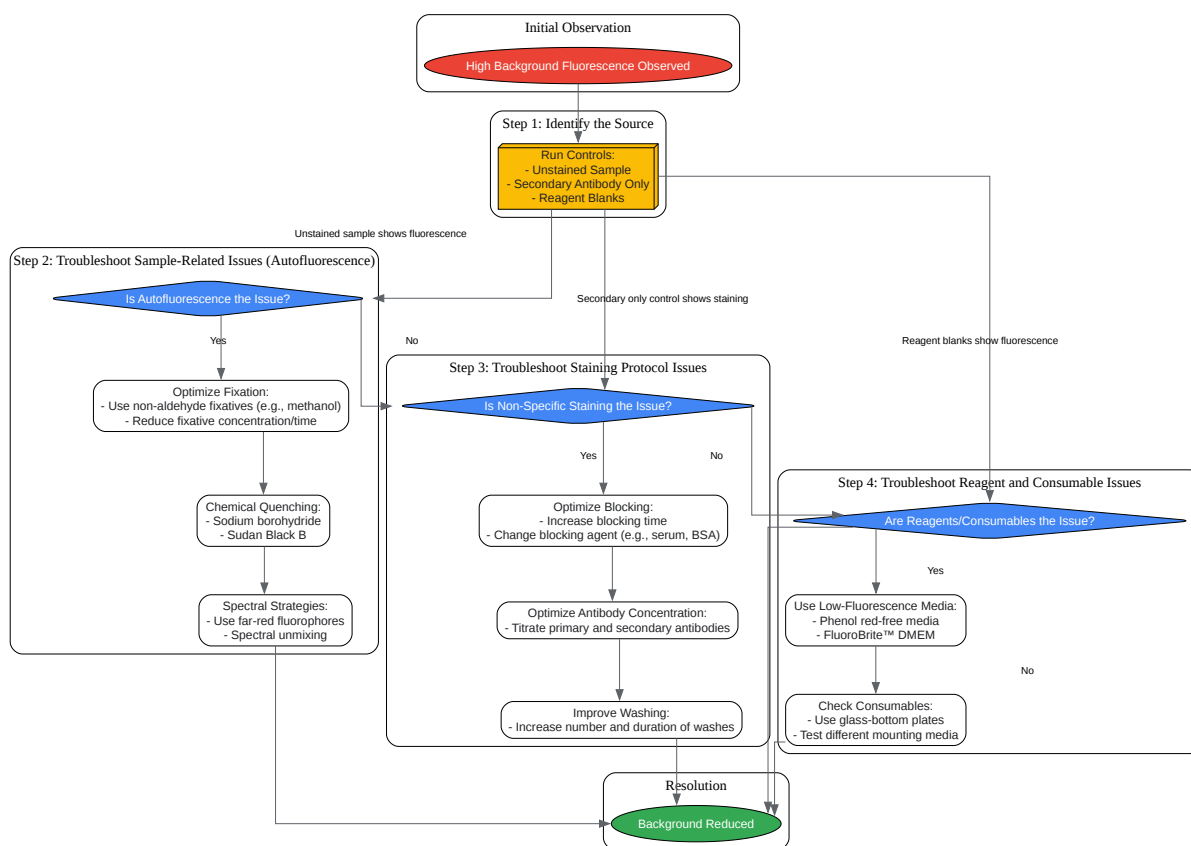 Initial Observation
High Background Fluorescence Observed
Step 1: Identify the Source
Run Controls:
- Unstained Sample
- Secondary Antibody Only
- Reagent Blanks
Unstained sample shows fluorescence
Step 2: Troubleshoot Sample-Related Issues (Autofluorescence)
Is Autofluorescence the Issue?
Secondary only control shows staining
Reagent blanks show fluorescence
Yes
No
Optimize Fixation:
- Use non-aldehyde fixatives (e.g., methanol)
- Reduce fixative concentration/time
Chemical Quenching:
- Sodium borohydride
- Sudan Black B
Spectral Strategies:
- Use far-red fluorophores
- Spectral unmixing
Step 3: Troubleshoot Staining Protocol Issues
Is Non-Specific Staining the Issue?
Yes
No
Optimize Blocking:
- Increase blocking time
- Change blocking agent (e.g., serum, BSA)
Optimize Antibody Concentration:
- Titrate primary and secondary antibodies
Improve Washing:
- Increase number and duration of washes
Step 4: Troubleshoot Reagent and Consumable Issues
Are Reagents/Consumables the Issue?
Yes
Use Low-Fluorescence Media:
- Phenol red-free media
- FluoroBrite™ DMEM
No
Check Consumables:
- Use glass-bottom plates
- Test different mounting media
Resolution
Background Reduced